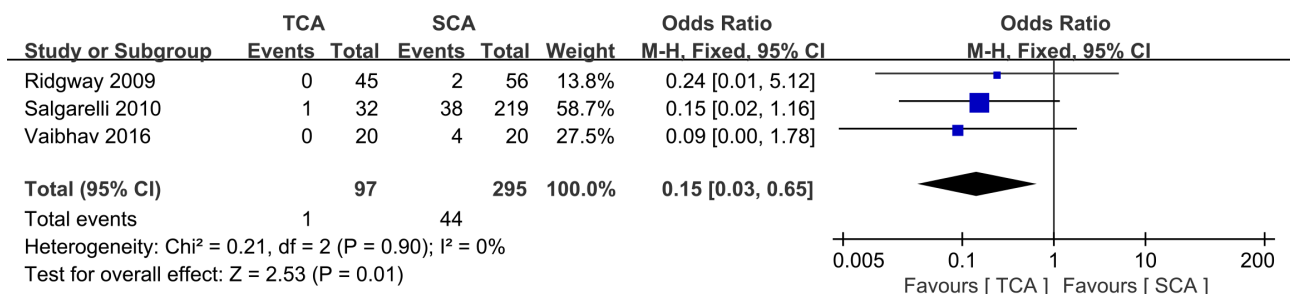 TCA SCA Odds Ratio Odds Ratio
Study or Subgroup Events Total Events Total Weight M-H, Fixed, 95% CI M-H, Fixed, 95% CI
Ridgway 2009 0 45 2 56 13.8% 0.24 [0.01, 5.12]
Salgarelli 2010 1 32 38 219 58.7% 0.15 [0.02, 1.16]
Vaibhav 2016 0 20 4 20 27.5% 0.09 [0.00, 1.78]
Total (95% CI) 97 295 100.0% 0.15 [0.03, 0.65]
Total events 1 44
Heterogeneity: Chi² = 0.21, df = 2 (P = 0.90); I² = 0%
Test for overall effect: Z = 2.53 (P = 0.01)
0.005 0.1 1 10 200
Favours [ TCA ] Favours [ SCA ]